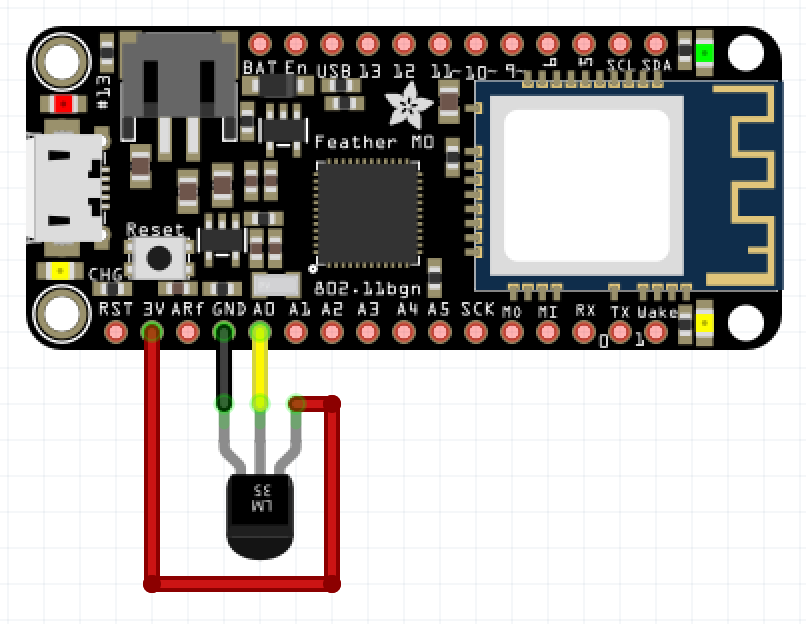 #13
BAT En USB 13 12 11~ 10~ 9~ 6 5 SCL SDA
Feather M0
Reset
CHG
802.11bgn
RST 3V ARf GND A0 A1 A2 A3 A4 A5 SCK MO MI RX TX Wake
0 1
LM
35